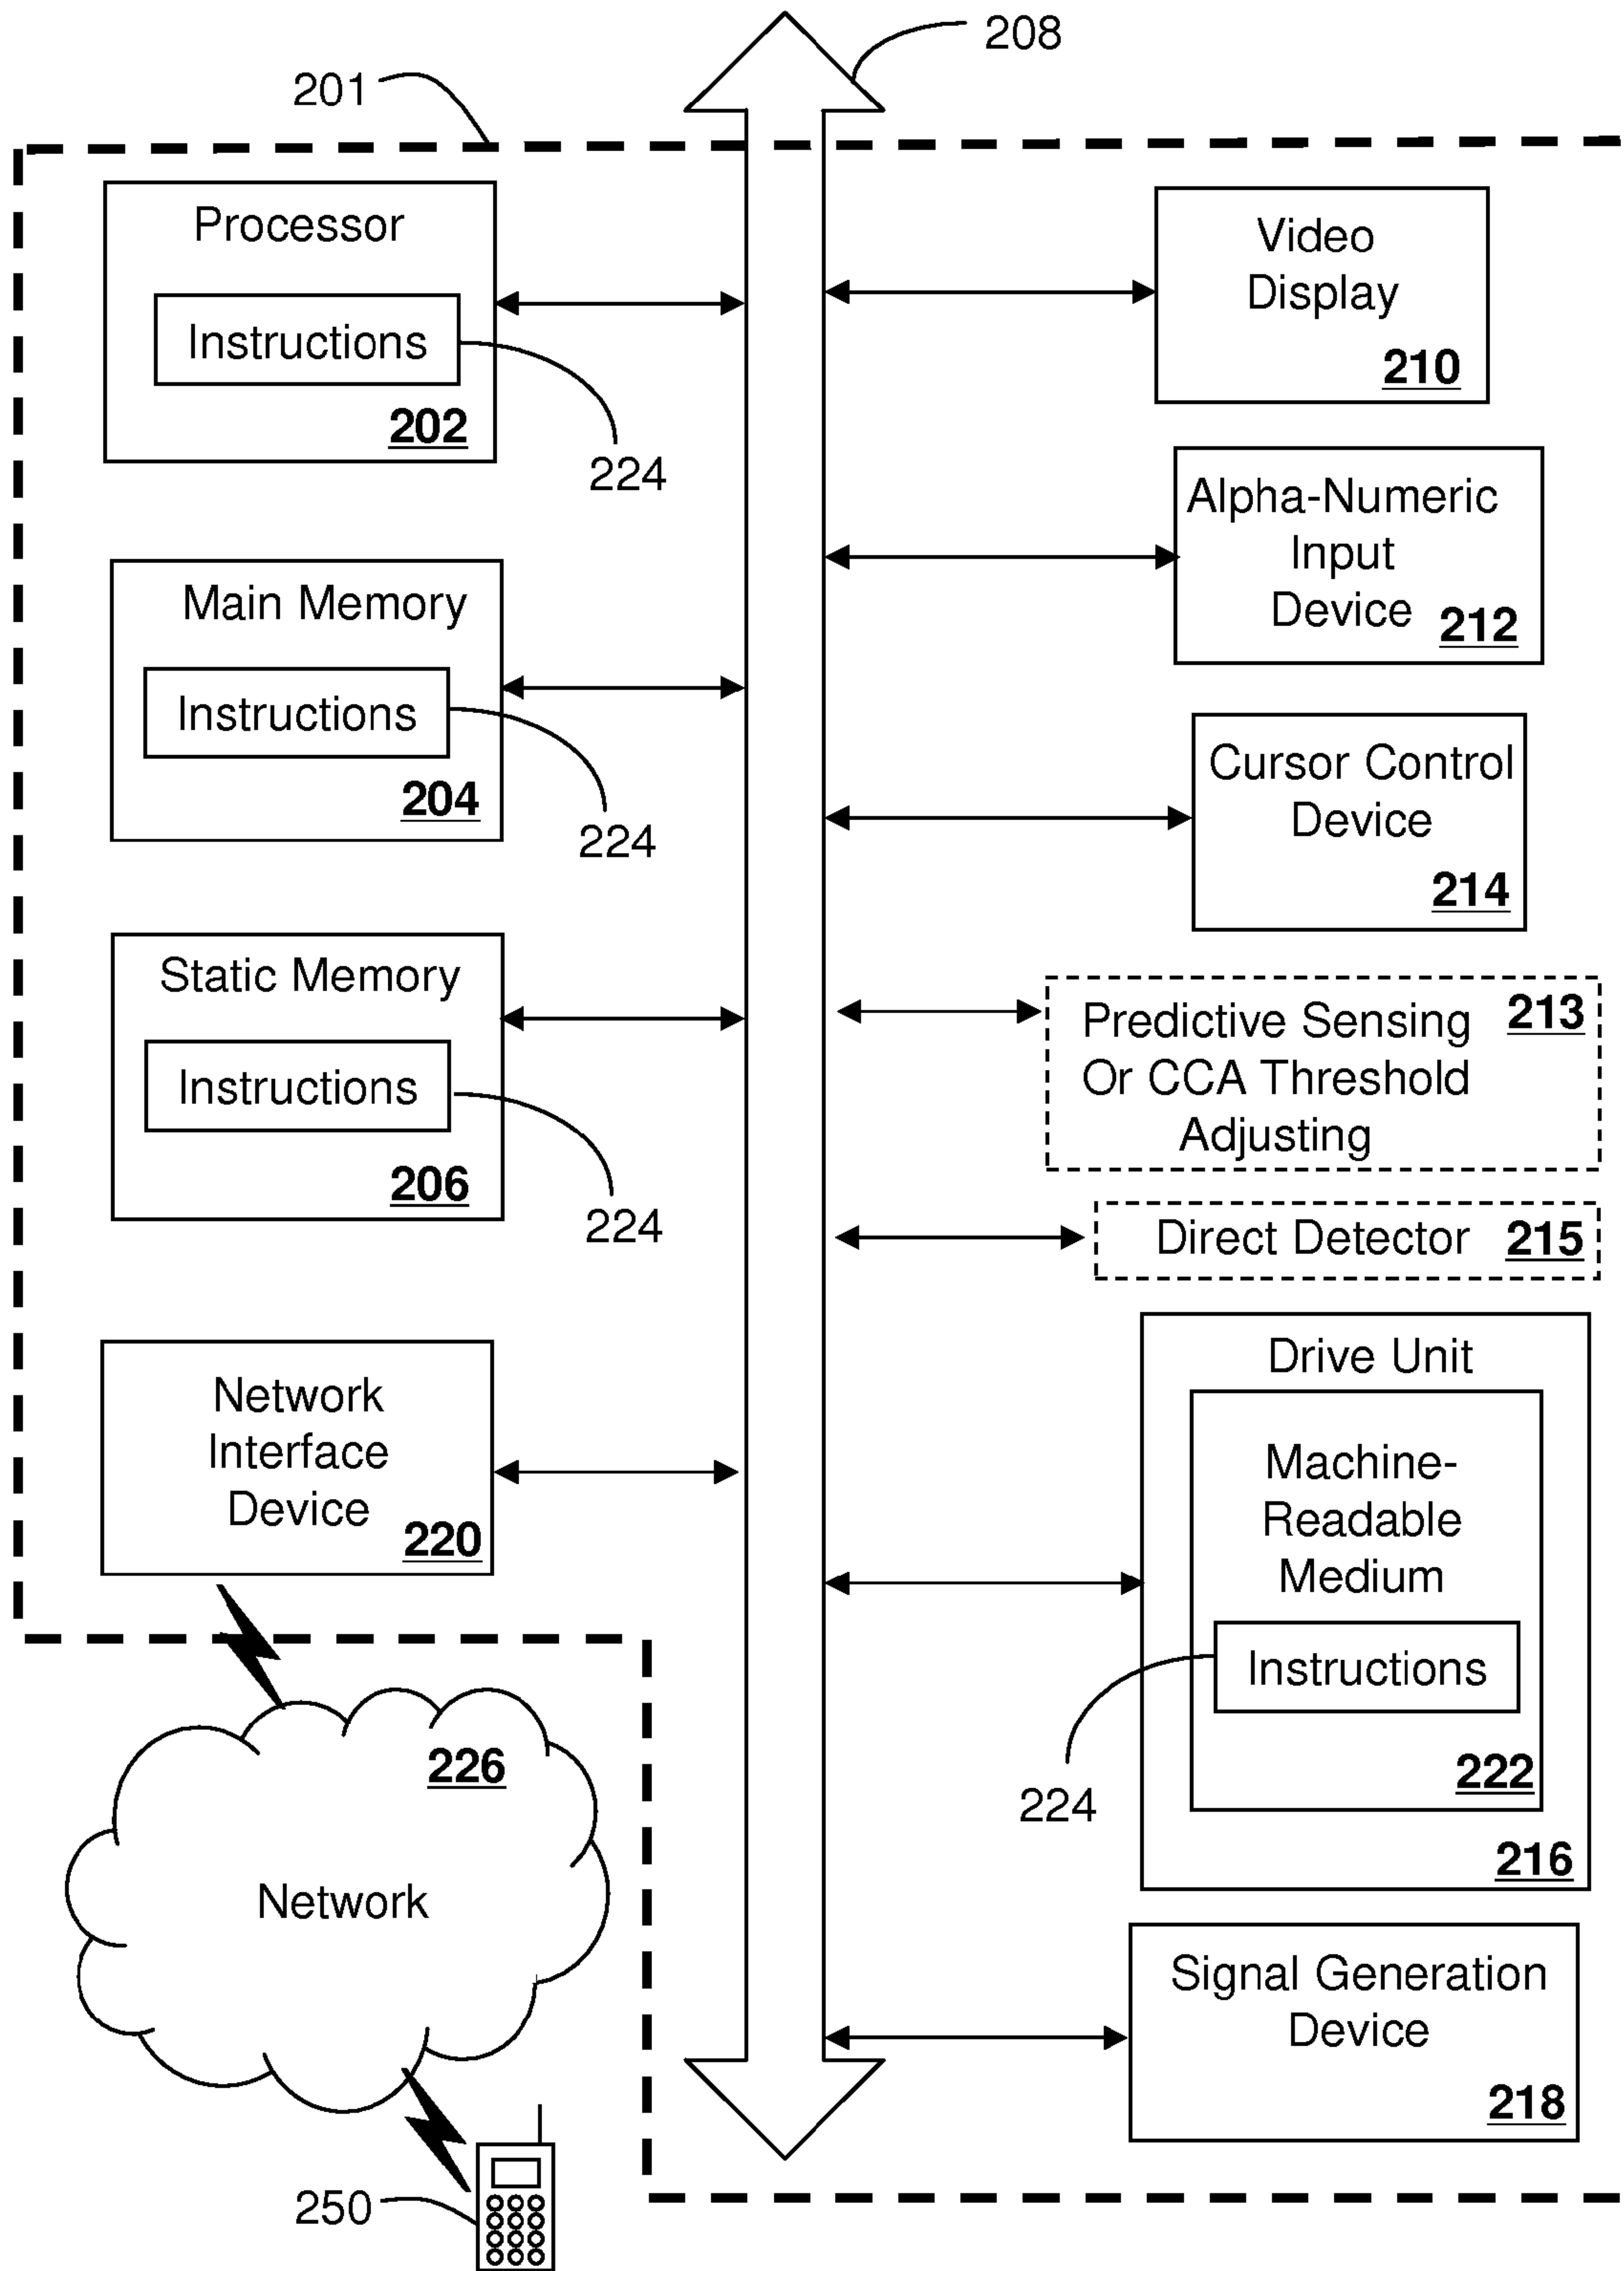 208
201
Processor
Instructions
202
224
Main Memory
Instructions
204
224
Static Memory
Instructions
206
224
Network
Interface
Device
220
226
Network
250
Video
Display
210
Alpha-Numeric
Input
Device 212
Cursor Control
Device
214
Predictive Sensing 213
Or CCA Threshold
Adjusting
Direct Detector 215
Drive Unit
Machine-
Readable
Medium
Instructions
224
222
216
Signal Generation
Device
218